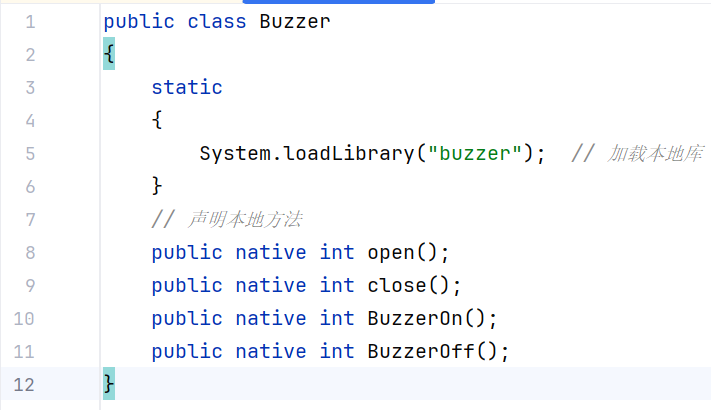 1 public class Buzzer
2 {
3     static
4     {
5         System.loadLibrary("buzzer");  // 加载本地库
6     }
7     // 声明本地方法
8     public native int open();
9     public native int close();
10     public native int BuzzerOn();
11     public native int BuzzerOff();
12 }